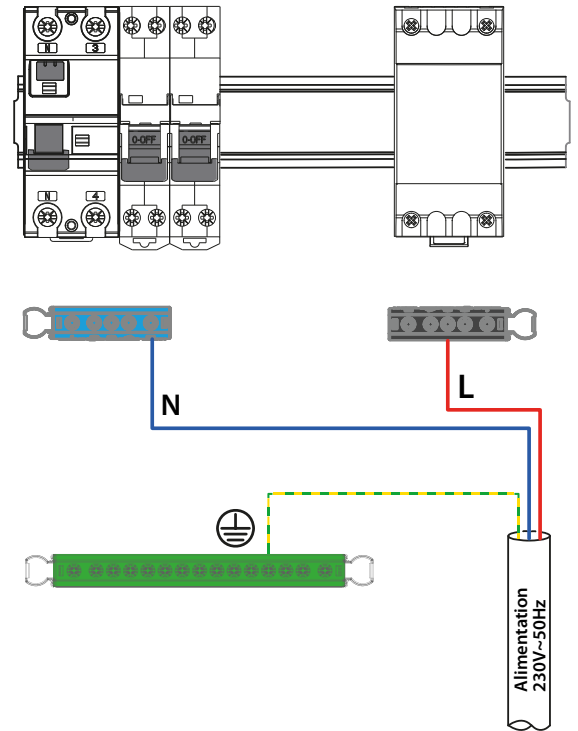 N 3
0-OFF 0-OFF
N 4
N
L
Alimentation
230V~50Hz